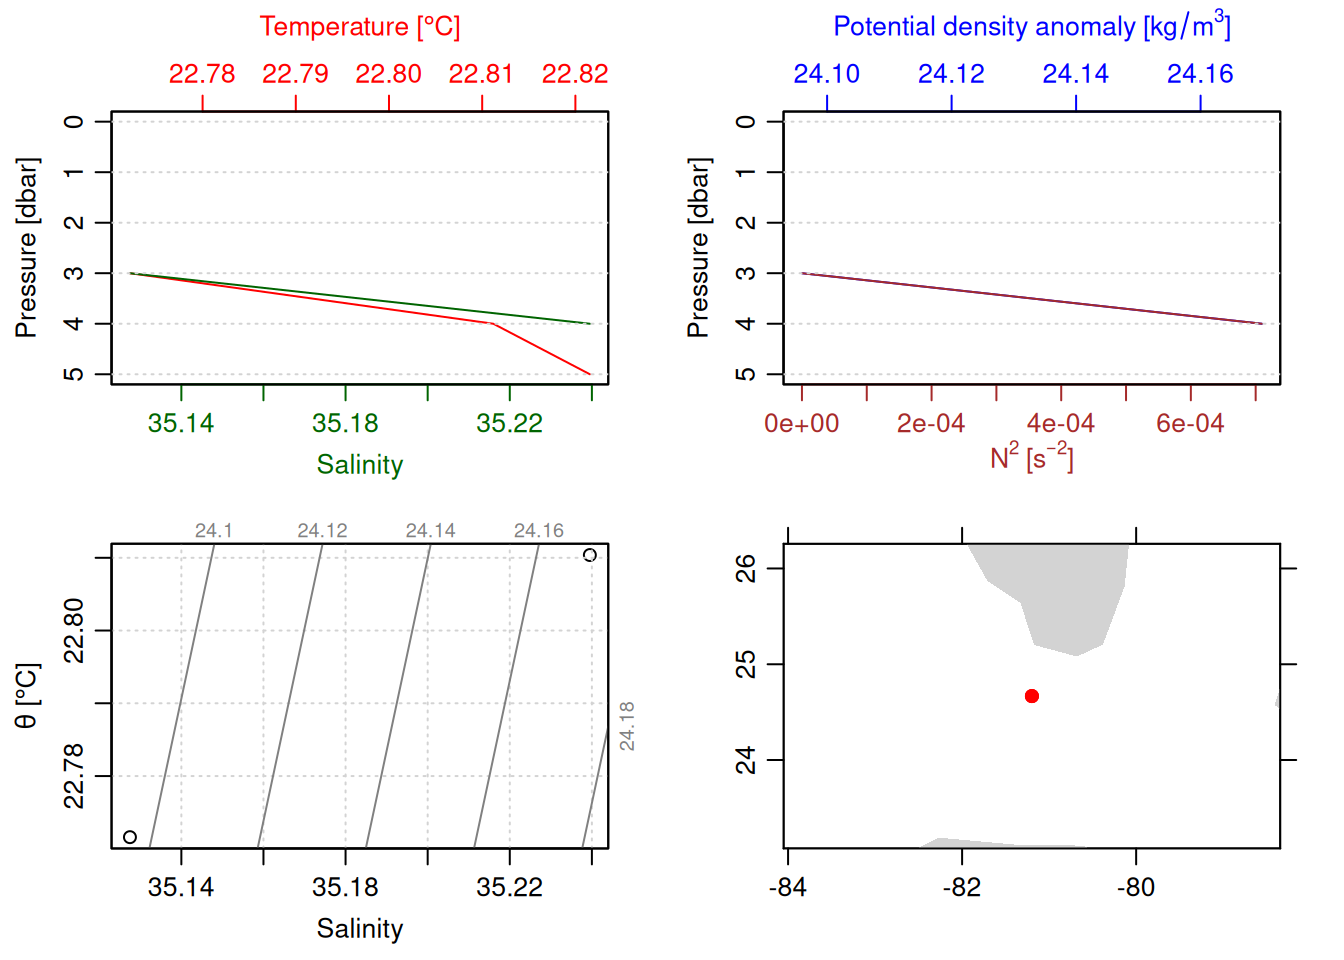 Temperature [°C]
22.78 22.79 22.80 22.81 22.82
0
1
2
3
4
5
Pressure [dbar]
35.14 35.18 35.22
Salinity
Potential density anomaly [kg/m³]
24.10 24.12 24.14 24.16
0
1
2
3
4
5
Pressure [dbar]
0e+00 2e-04 4e-04 6e-04
N² [s⁻²]
24.1 24.12 24.14 24.16
24.18
22.80
22.78
θ [°C]
35.14 35.18 35.22
Salinity
26
25
24
-84 -82 -80